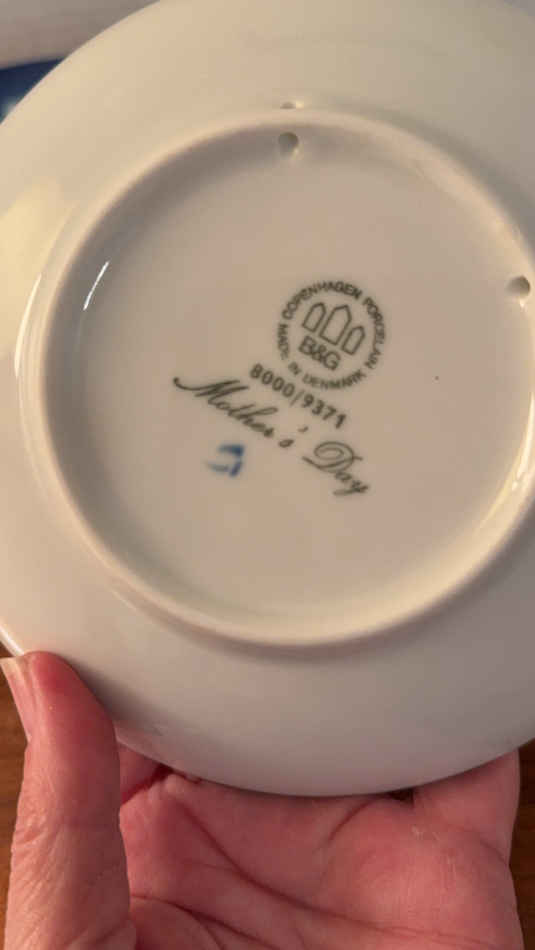 COPENHAGEN PORCELAIN
B&G
MADE IN DENMARK
8000/9371
Mother's Day